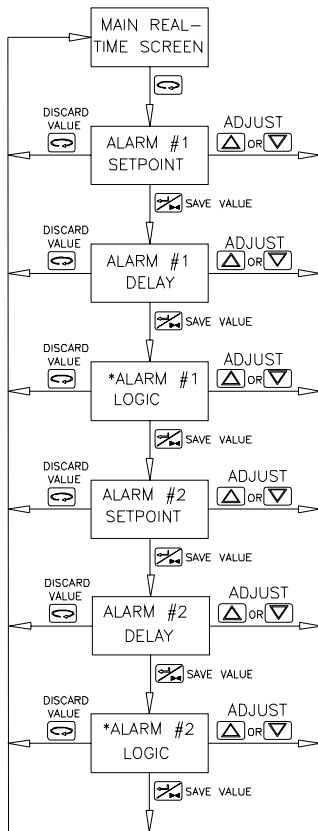 MAIN REAL-
TIME SCREEN
DISCARD
VALUE
ALARM #1
SETPOINT
ADJUST
OR
SAVE VALUE
DISCARD
VALUE
ALARM #1
DELAY
ADJUST
OR
SAVE VALUE
DISCARD
VALUE
*ALARM #1
LOGIC
ADJUST
OR
SAVE VALUE
DISCARD
VALUE
ALARM #2
SETPOINT
ADJUST
OR
SAVE VALUE
DISCARD
VALUE
ALARM #2
DELAY
ADJUST
OR
SAVE VALUE
DISCARD
VALUE
*ALARM #2
LOGIC
ADJUST
OR
SAVE VALUE